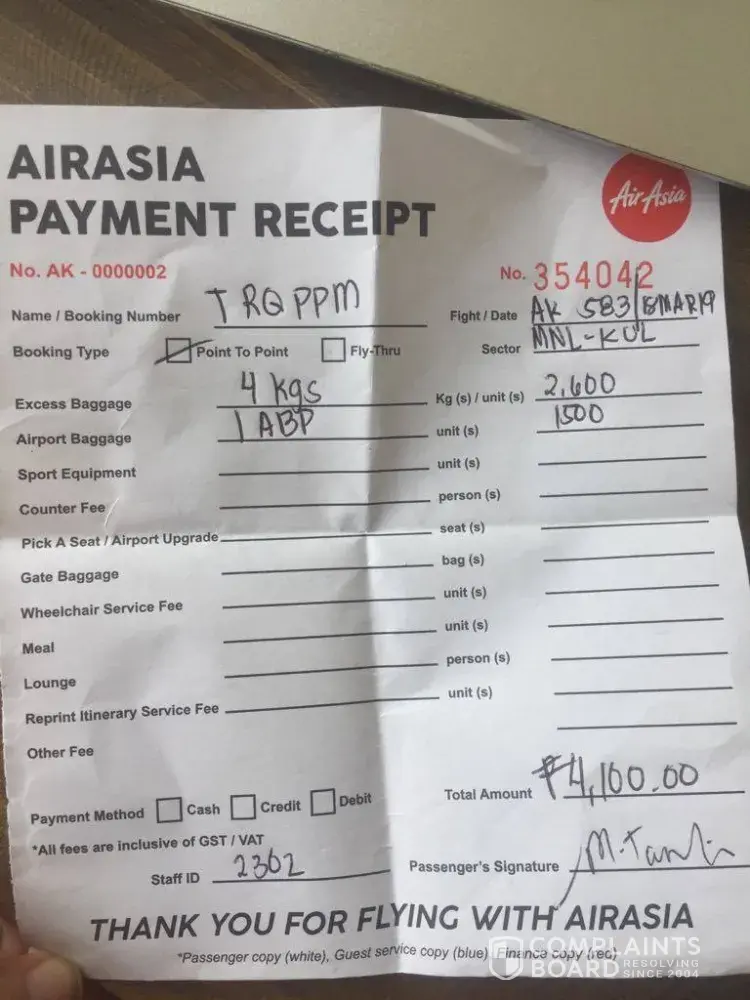 AIRASIA
PAYMENT RECEIPT
AirAsia
No. AK - 0000002
No. 354042
Name / Booking Number TRQPPM
Fight / Date AK 583/8MAR19
Booking Type Point To Point Fly-Thru
Sector MNL-KUL
Excess Baggage 4 kgs Kg (s) / unit (s) 2,600
Airport Baggage 1 ABP unit (s) 1500
Sport Equipment unit (s)
Counter Fee person (s)
Pick A Seat / Airport Upgrade seat (s)
Gate Baggage bag (s)
Wheelchair Service Fee unit (s)
Meal unit (s)
Lounge person (s)
Reprint Itinerary Service Fee unit (s)
Other Fee
Total Amount ₱4,100.00
Payment Method Cash Credit Debit
*All fees are inclusive of GST / VAT
Staff ID 2302
Passenger's Signature
THANK YOU FOR FLYING WITH AIRASIA
*Passenger copy (white), Guest service copy (blue) Finance copy (red)
COMPLAINTS
BOARD RESOLVING
SINCE 2004